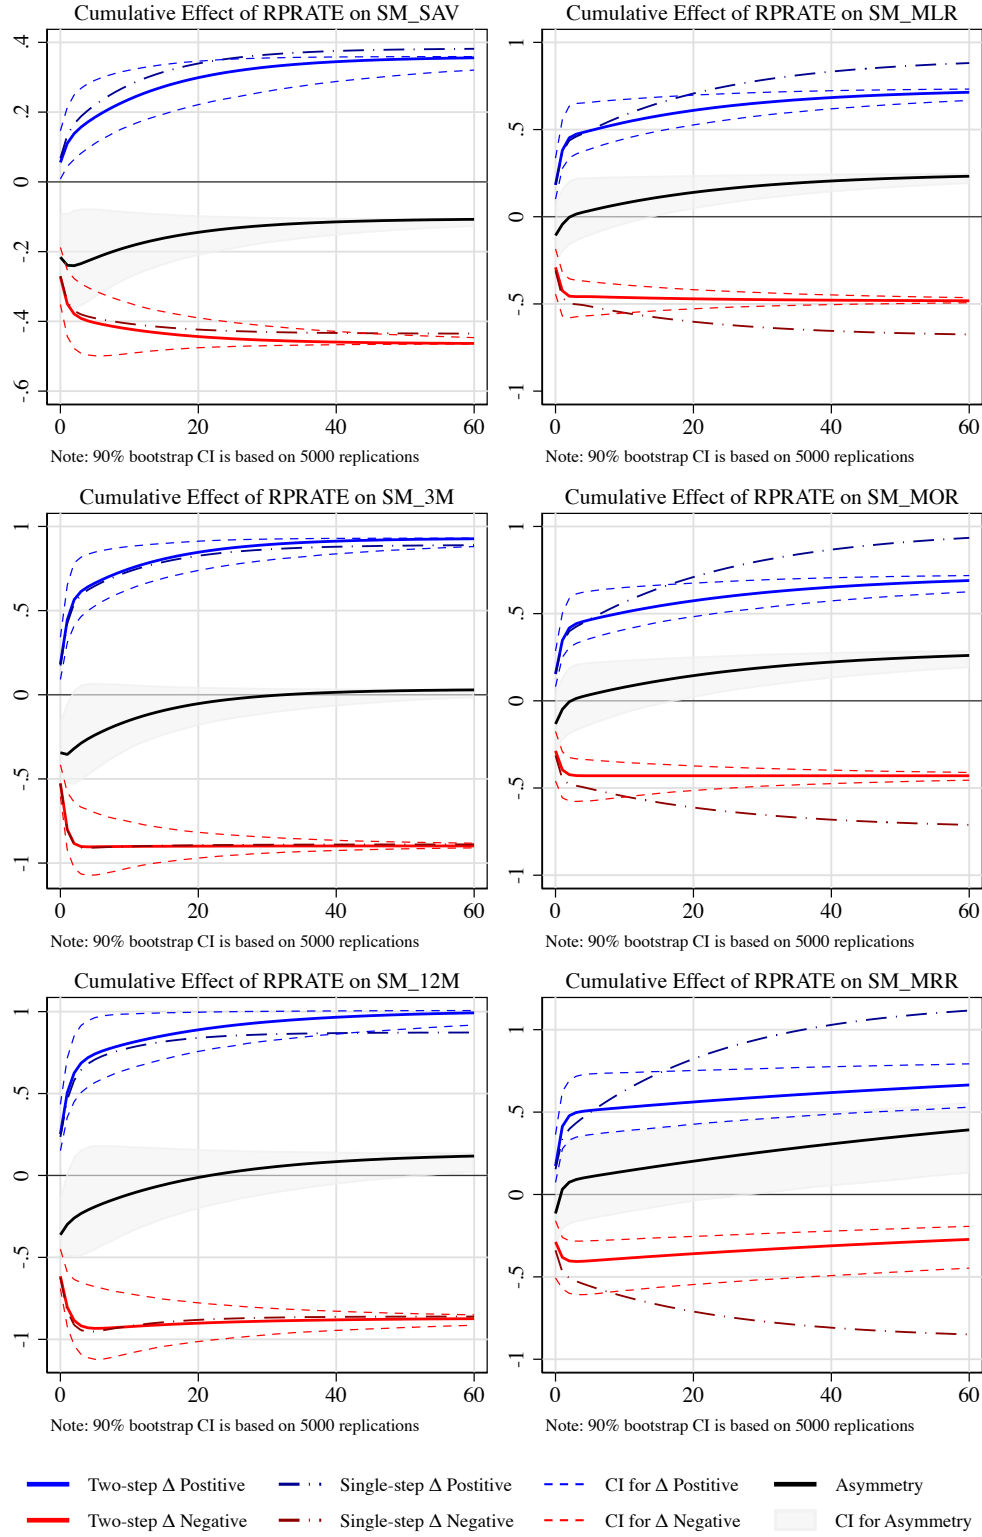 Cumulative Effect of RPRATE on SM_SAV
.4
.2
0
-.2
-.4
-.6
0 20 40 60
Note: 90% bootstrap CI is based on 5000 replications
Cumulative Effect of RPRATE on SM_MLR
1
.5
0
-.5
-1
0 20 40 60
Note: 90% bootstrap CI is based on 5000 replications
Cumulative Effect of RPRATE on SM_3M
1
.5
0
-.5
-1
0 20 40 60
Note: 90% bootstrap CI is based on 5000 replications
Cumulative Effect of RPRATE on SM_MOR
1
.5
0
-.5
-1
0 20 40 60
Note: 90% bootstrap CI is based on 5000 replications
Cumulative Effect of RPRATE on SM_12M
1
.5
0
-.5
-1
0 20 40 60
Note: 90% bootstrap CI is based on 5000 replications
Cumulative Effect of RPRATE on SM_MRR
1
.5
0
-.5
-1
0 20 40 60
Note: 90% bootstrap CI is based on 5000 replications
Two-step Δ Postitive Single-step Δ Postitive CI for Δ Postitive Asymmetry
Two-step Δ Negative Single-step Δ Negative CI for Δ Negative CI for Asymmetry